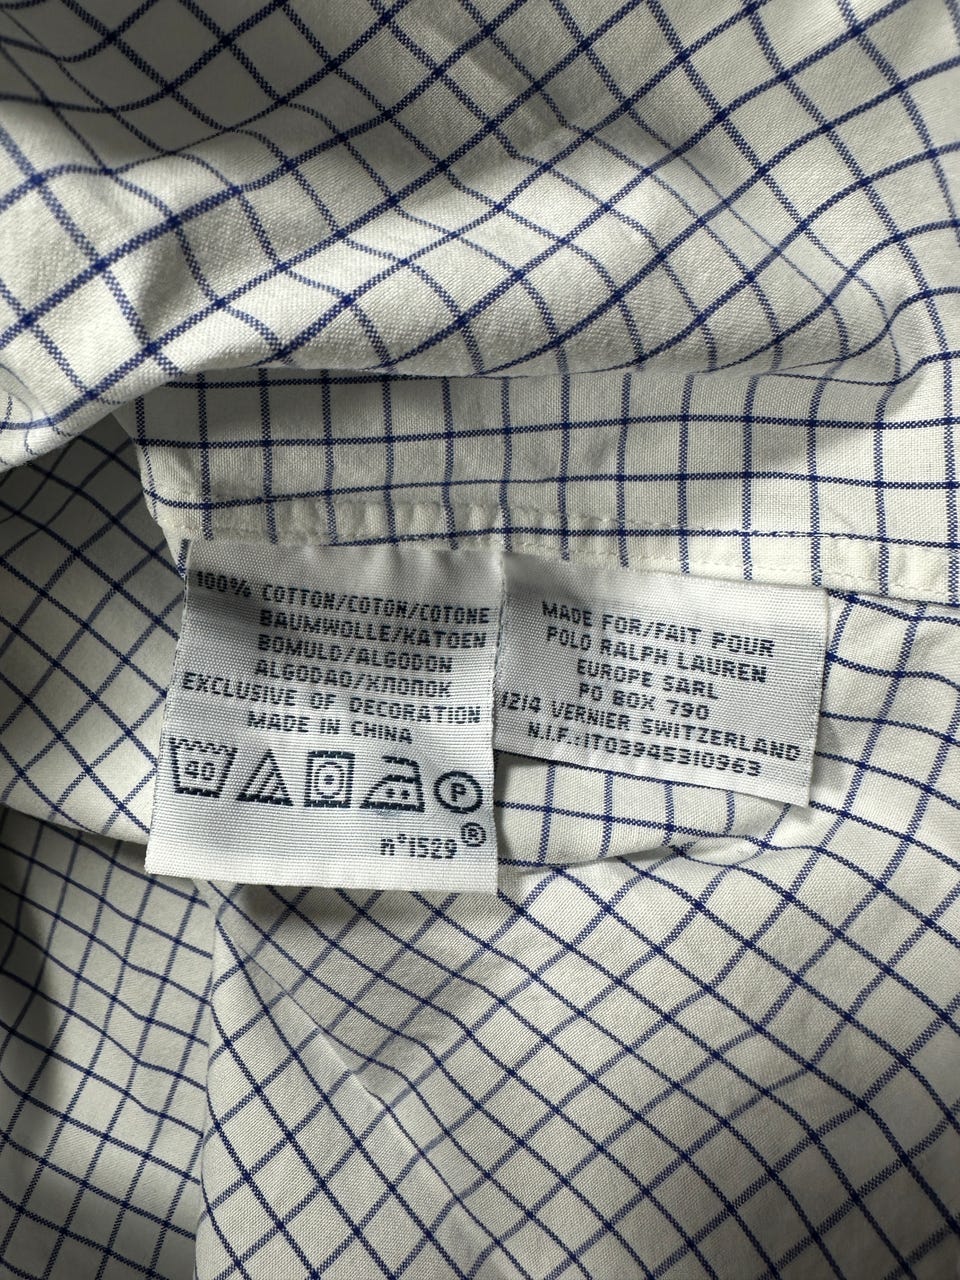 100% COTTON/COTON/COTONE
BAUMWOLLE/KATOEN
BOMULD/ALGODON
ALGODAO/ХЛОПОК
EXCLUSIVE OF DECORATION
MADE IN CHINA
40
P
n°1529®
MADE FOR/FAIT POUR
POLO RALPH LAUREN
EUROPE SARL
PO BOX 790
1214 VERNIER SWITZERLAND
N.I.F.:IT03945310963